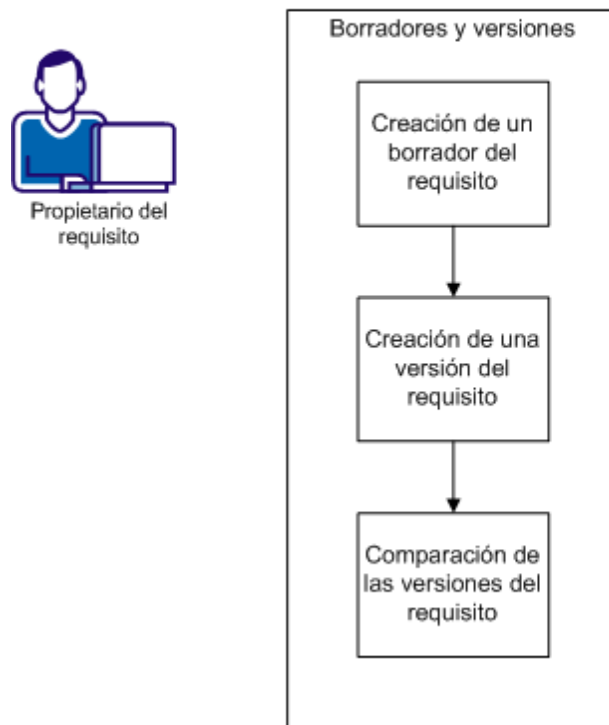 Borradores y versiones
Propietario del
requisito
Creación de un
borrador del
requisito
Creación de una
versión del
requisito
Comparación de
las versiones del
requisito